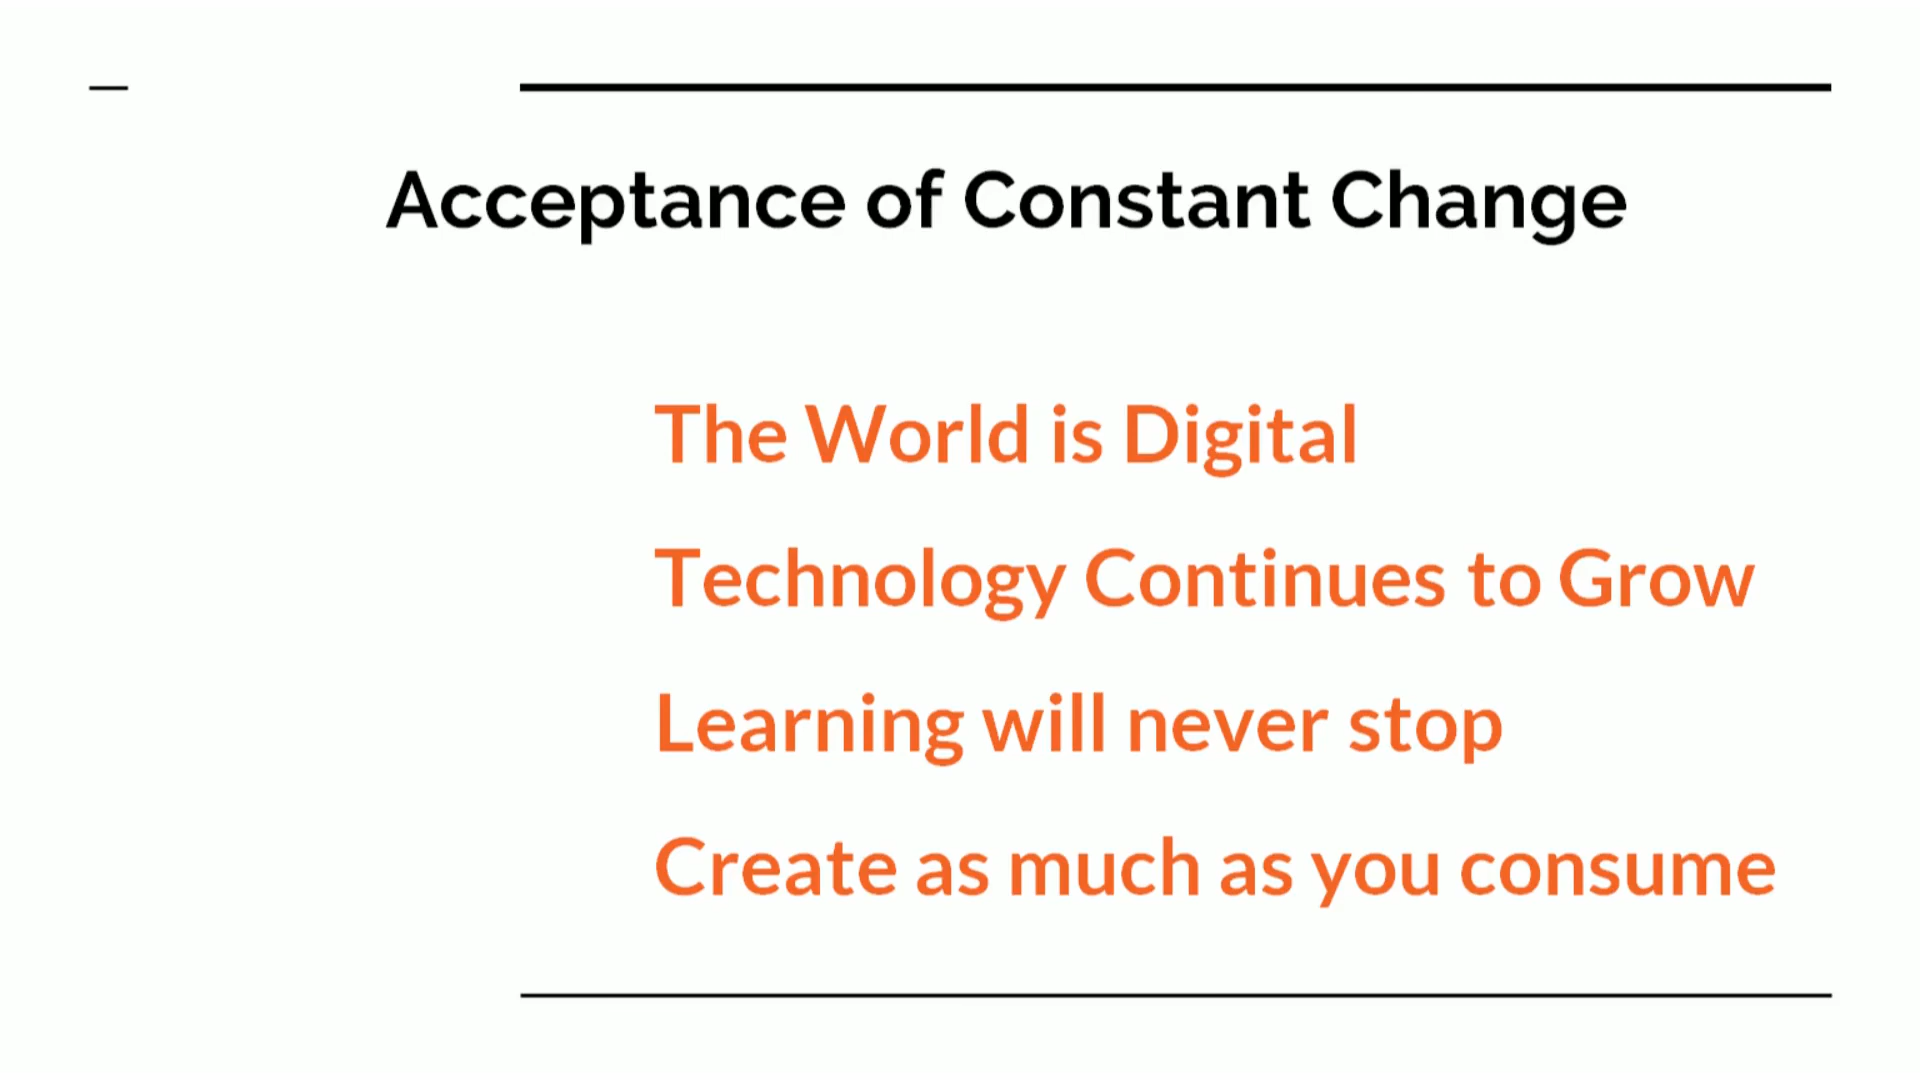 Acceptance of Constant Change
The World is Digital
Technology Continues to Grow
Learning will never stop
Create as much as you consume